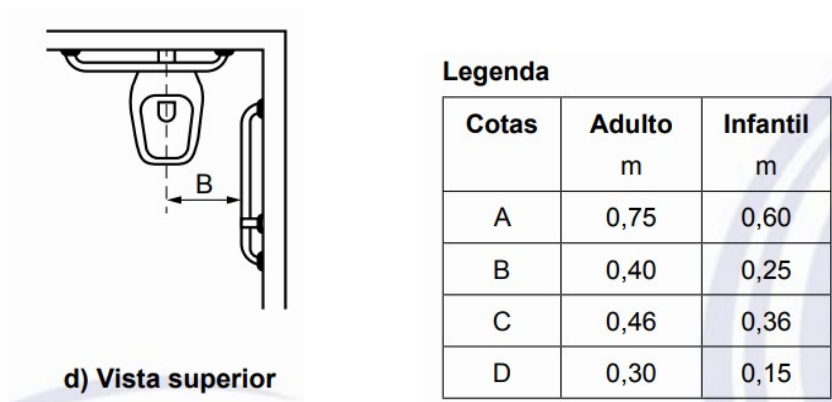 B
d) Vista superior
Legenda
Cotas Adulto Infantil
m m
A 0,75 0,60
B 0,40 0,25
C 0,46 0,36
D 0,30 0,15